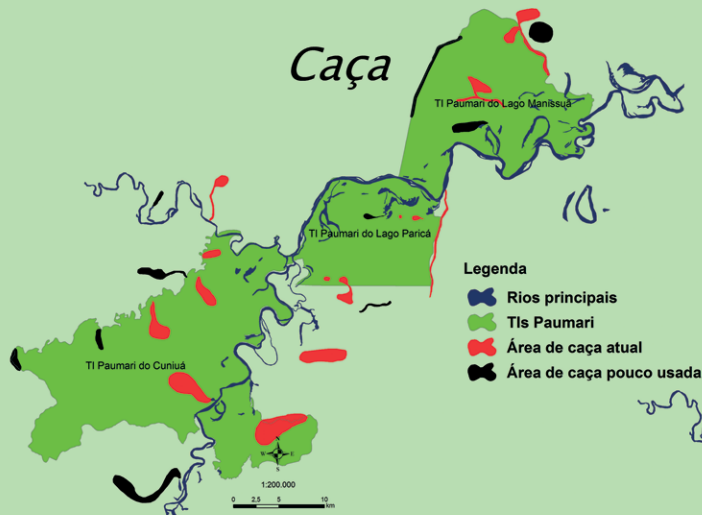 Caça
TI Paumari do Lago Manissuã
TI Paumari do Lago Paricá
TI Paumari do Cuniuá
Legenda
Rios principais
TIs Paumari
Área de caça atual
Área de caça pouco usada
N
W E
S
1:200.000
0 2.5 5 10
km